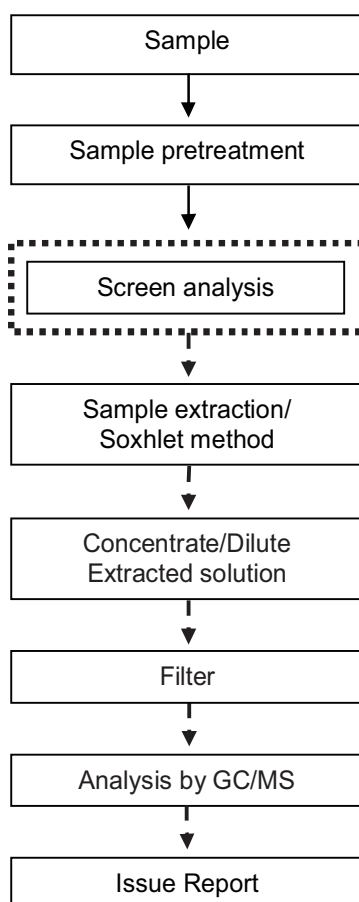 Sample
Sample pretreatment
Screen analysis
Sample extraction/
Soxhlet method
Concentrate/Dilute
Extracted solution
Filter
Analysis by GC/MS
Issue Report